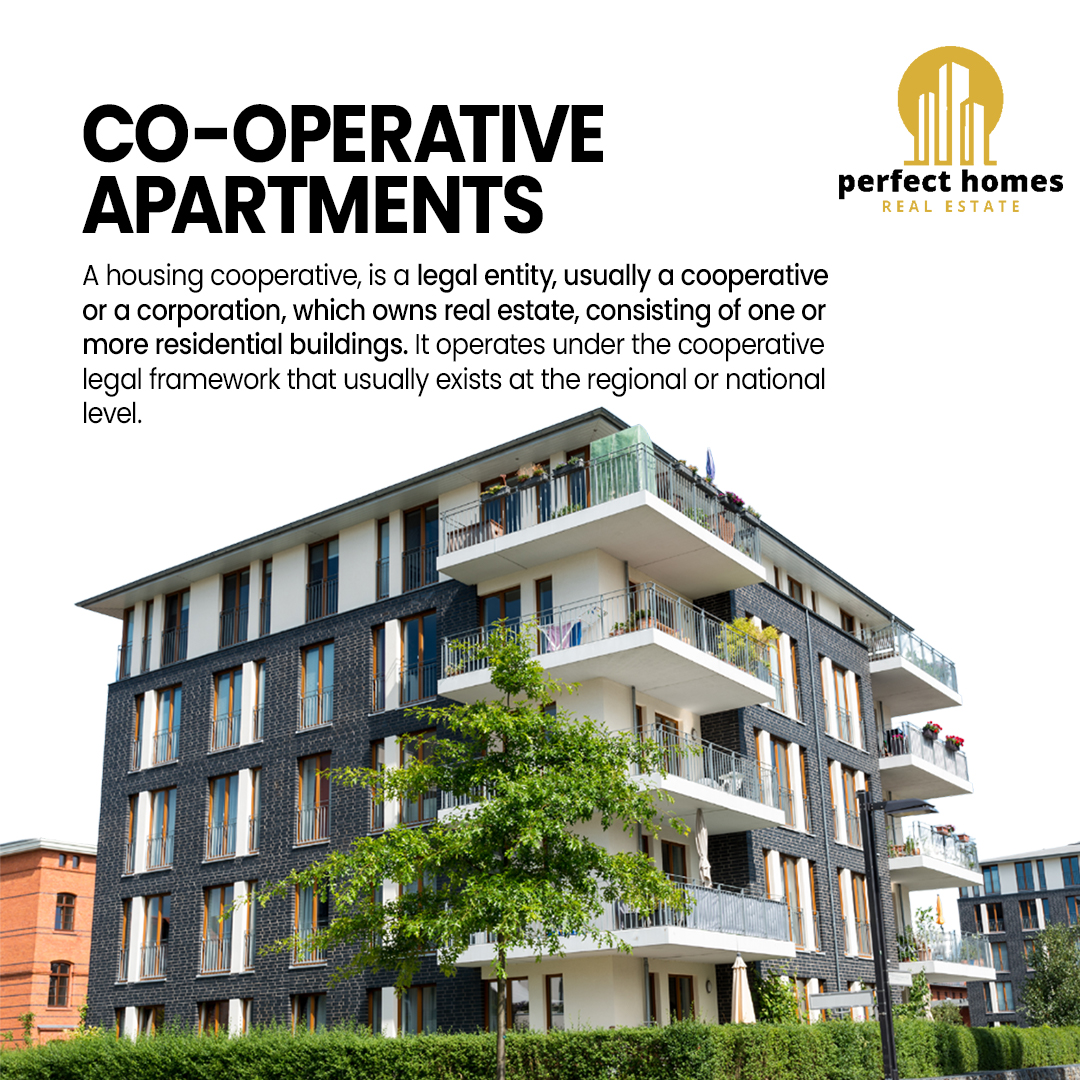 CO-OPERATIVE
APARTMENTS
perfect homes
REAL ESTATE
A housing cooperative, is a legal entity, usually a cooperative
or a corporation, which owns real estate, consisting of one or
more residential buildings. It operates under the cooperative
legal framework that usually exists at the regional or national
level.